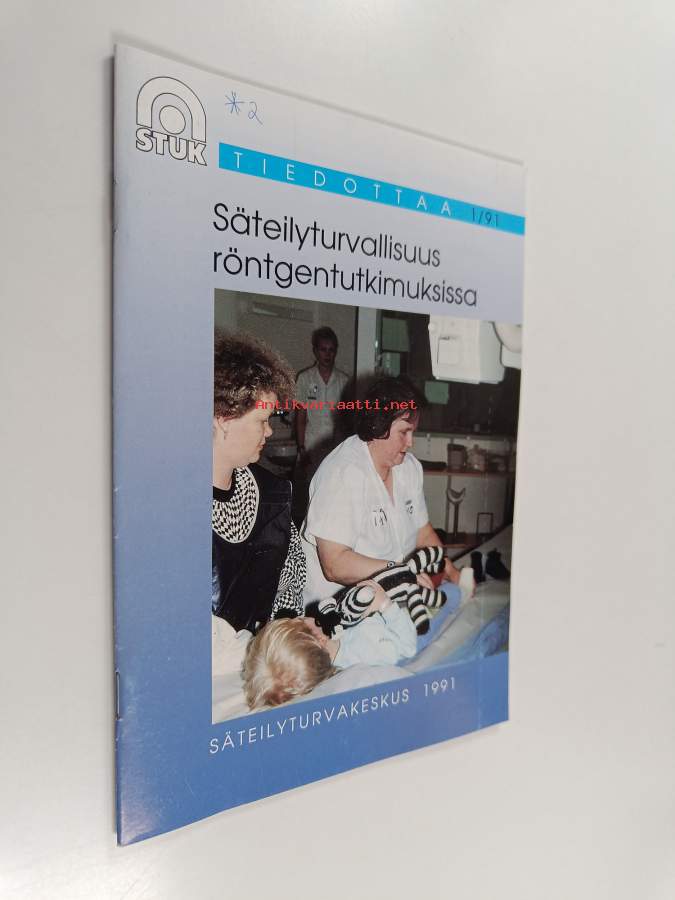 *2
STUK
TIEDOTTAA 1/91
Säteilyturvallisuus
röntgentutkimuksissa
Antikvariaatti.net
SÄTEILYTURVAKESKUS 1991